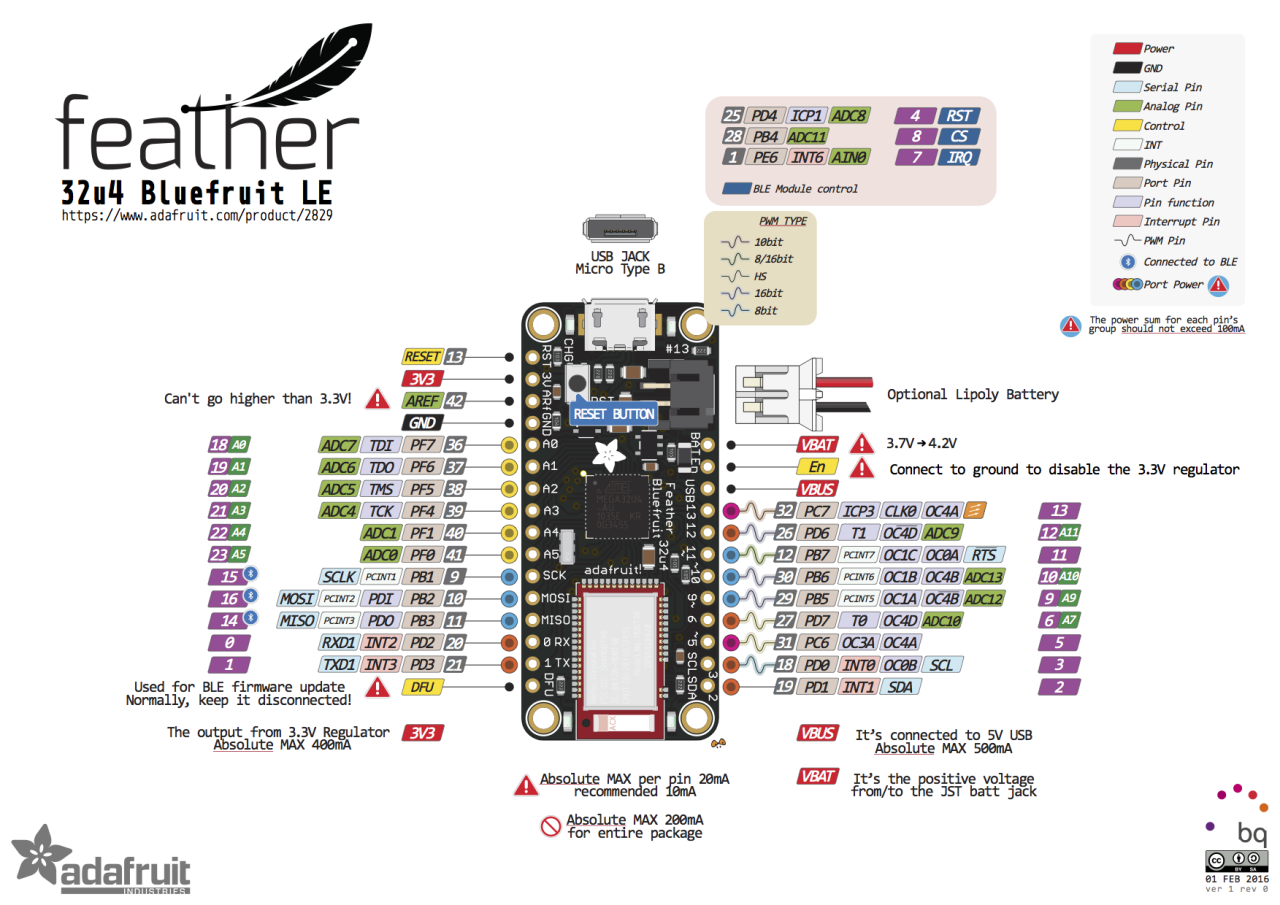 feather
32u4 Bluefruit LE
https://www.adafruit.com/product/2829
25 PD4 ICP1 ADC8 4 RST
28 PB4 ADC11 8 CS
1 PE6 INT6 AIN0 7 IRQ
BLE Module control
Power
GND
Serial Pin
Analog Pin
Control
INT
Physical Pin
Port Pin
Pin function
Interrupt Pin
PWM Pin
Connected to BLE
Port Power
The power sum for each pin's
group should not exceed 100mA
PWM TYPE
10bit
8/16bit
HS
16bit
8bit
USB JACK
Micro Type B
RESET 13
3V3
Can't go higher than 3.3V!
AREF 42
GND
18 A0 ADC7 TDI PF7 36
19 A1 ADC6 TDO PF6 37
20 A2 ADC5 TMS PF5 38
21 A3 ADC4 TCK PF4 39
22 A4 ADC1 PF1 40
23 A5 ADC0 PF0 41
15 SCLK PCINT1 PB1 9
16 MOSI PCINT2 PDI PB2 10
14 MISO PCINT3 PDO PB3 11
0 RXD1 INT2 PD2 20
1 TXD1 INT3 PD3 21
Used for BLE firmware update
Normally, keep it disconnected!
DFU
The output from 3.3V Regulator
Absolute MAX 400mA
3V3
RST
3V
ARf
GND
A0
A1
A2
A3
A4
A5
SCK
MOSI
MISO
0 RX
1 TX
DFU
CHG
#13
RESET BUTTON
Feather 32u4
Bluefruit
adafruit!
BAT
EN
USB
13
12
11
~10
9~
6
~5
SCL
3
SDA
2
Optional Lipoly Battery
VBAT 3.7V→4.2V
En Connect to ground to disable the 3.3V regulator
VBUS
32 PC7 ICP3 CLK0 OC4A 13
26 PD6 T1 OC4D ADC9 12 A11
12 PB7 PCINT7 OC1C OC0A RTS 11
30 PB6 PCINT6 OC1B OC4B ADC13 10 A10
29 PB5 PCINT5 OC1A OC4B ADC12 9 A9
27 PD7 T0 OC4D ADC10 6 A7
31 PC6 OC3A OC4A 5
18 PD0 INT0 OC0B SCL 3
19 PD1 INT1 SDA 2
VBUS It's connected to 5V USB
Absolute MAX 500mA
VBAT It's the positive voltage
from/to the JST batt jack
Absolute MAX per pin 20mA
recommended 10mA
Absolute MAX 200mA
for entire package
adafruit
INDUSTRIES
bq
cc
BY SA
01 FEB 2016
ver 1 rev 0